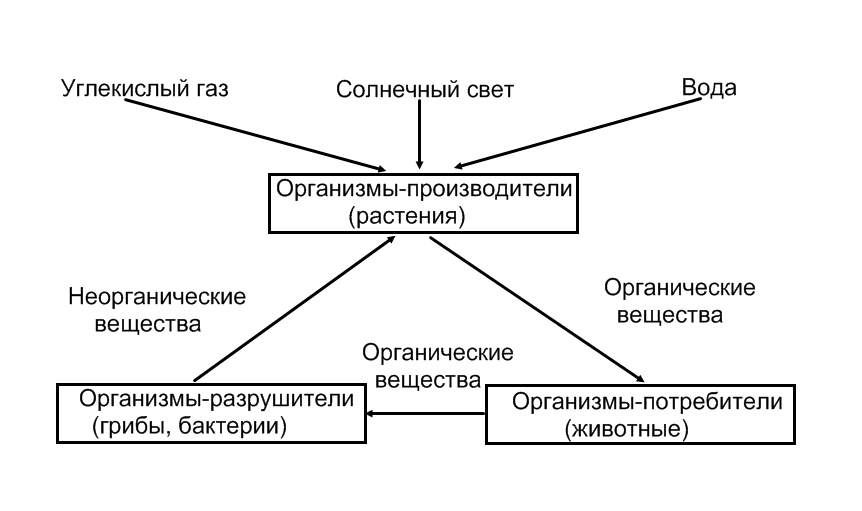 Углекислый газ
Солнечный свет
Вода
Организмы-производители
(растения)
Неорганические
вещества
Органические
вещества
Органические
вещества
Организмы-разрушители
(грибы, бактерии)
Организмы-потребители
(животные)